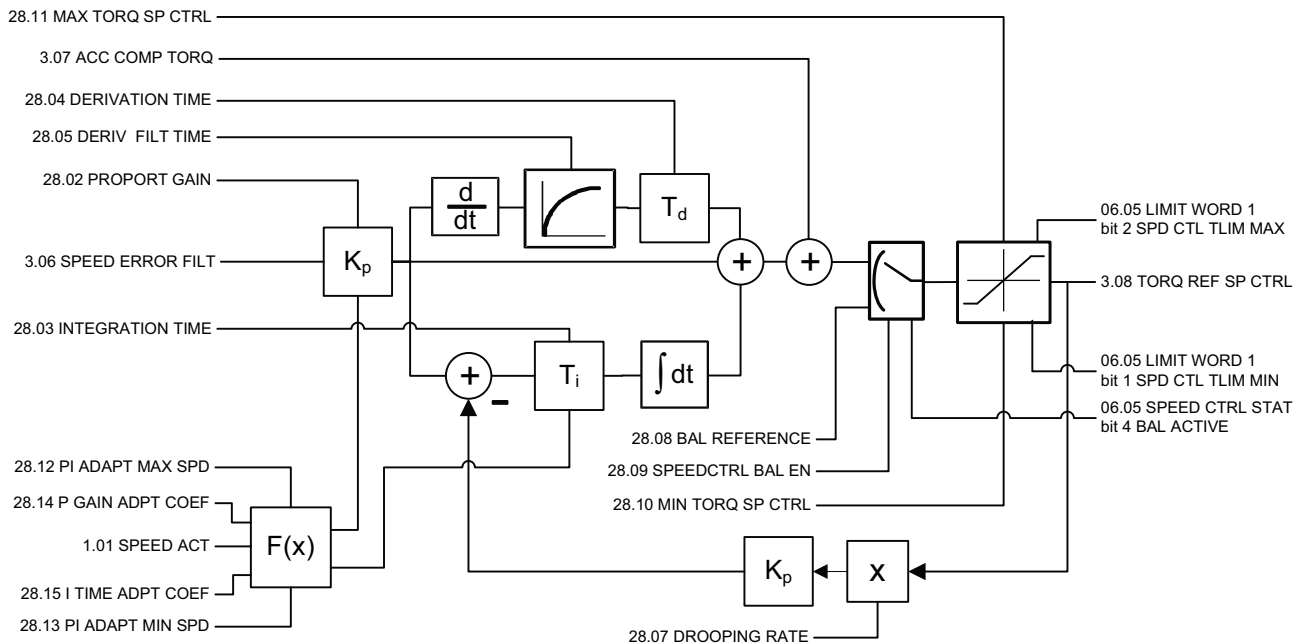 28.11 MAX TORQ SP CTRL
3.07 ACC COMP TORQ
28.04 DERIVATION TIME
28.05 DERIV FILT TIME
28.02 PROPORT GAIN
3.06 SPEED ERROR FILT
28.03 INTEGRATION TIME
28.12 PI ADAPT MAX SPD
28.14 P GAIN ADPT COEF
1.01 SPEED ACT
28.15 I TIME ADPT COEF
28.13 PI ADAPT MIN SPD
F(x)
Kp
d
dt
Td
+
+
+
-
Ti
∫dt
28.08 BAL REFERENCE
28.09 SPEEDCTRL BAL EN
28.10 MIN TORQ SP CTRL
Kp
x
28.07 DROOPING RATE
06.05 LIMIT WORD 1
bit 2 SPD CTL TLIM MAX
3.08 TORQ REF SP CTRL
06.05 LIMIT WORD 1
bit 1 SPD CTL TLIM MIN
06.05 SPEED CTRL STAT
bit 4 BAL ACTIVE